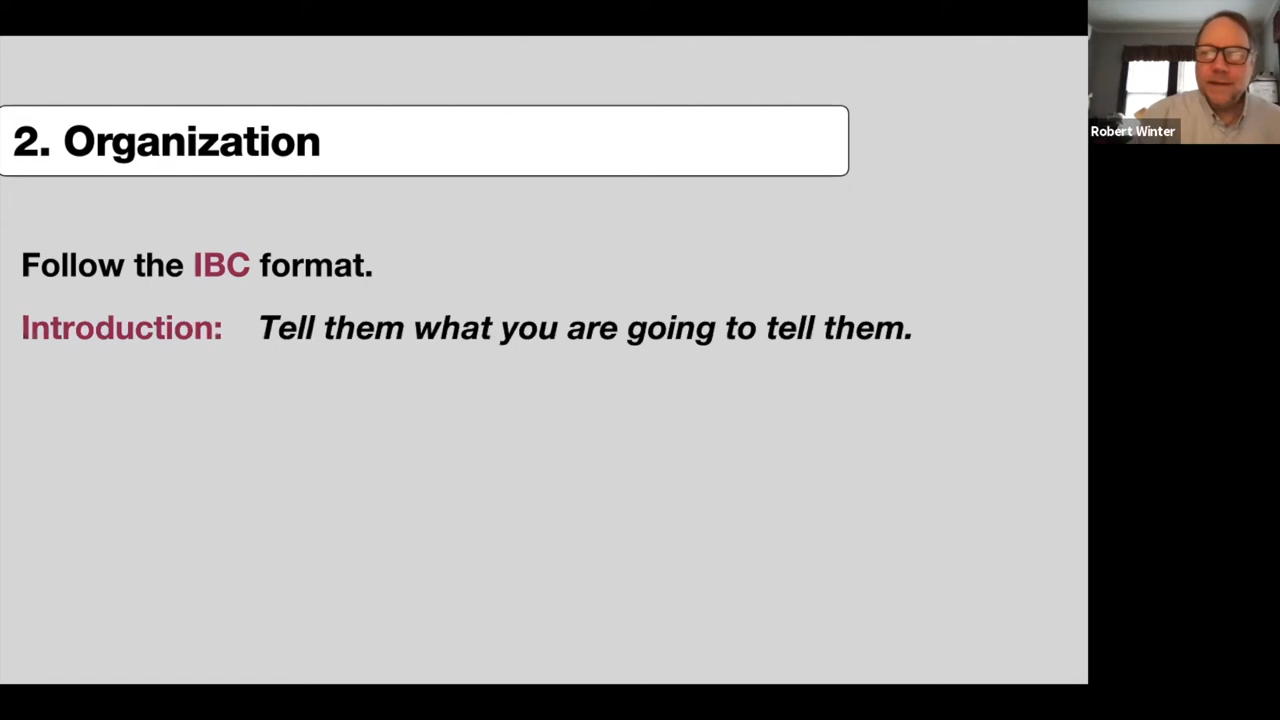 2. Organization
Follow the IBC format.
Introduction: Tell them what you are going to tell them.
Robert Winter